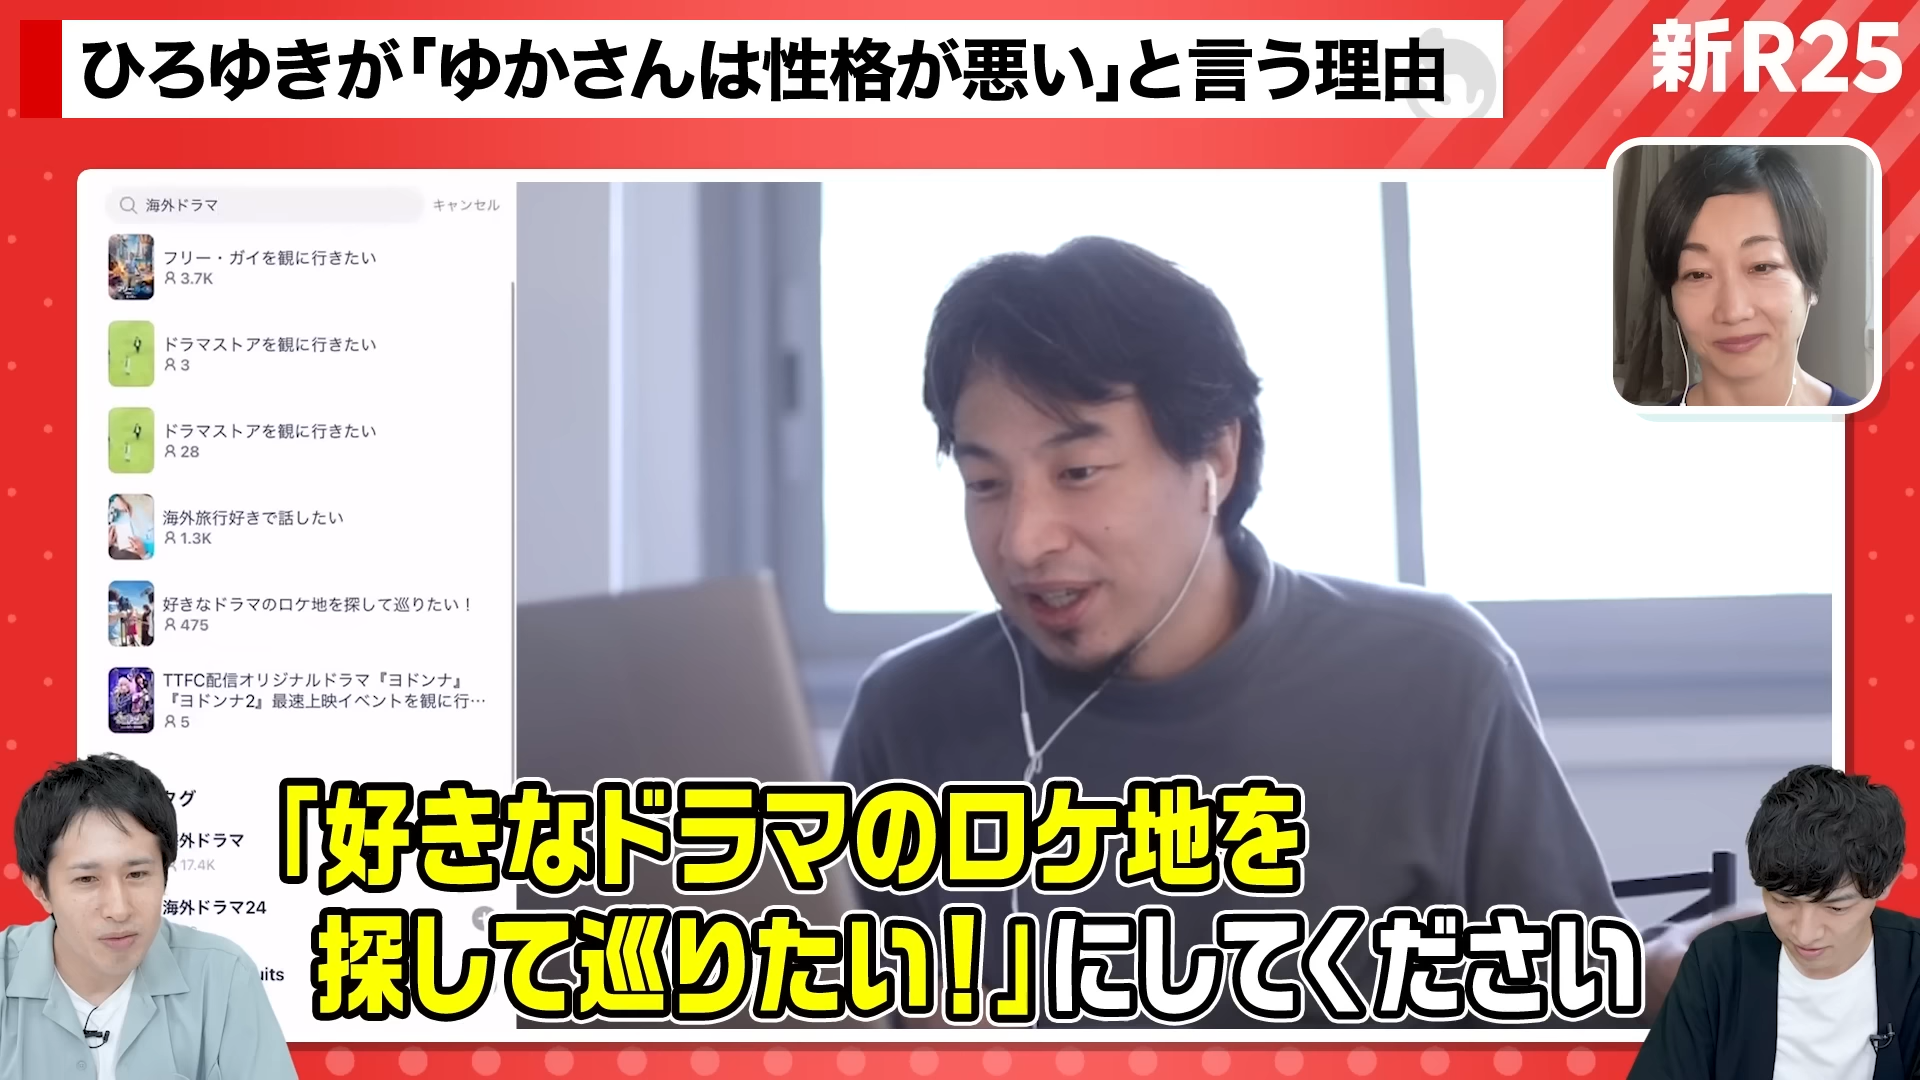 ひろゆきが「ゆかさんは性格が悪い」と言う理由
新R25
海外ドラマ
キャンセル
フリー・ガイを観に行きたい
3.7K
ドラマストアを観に行きたい
3
ドラマストアを観に行きたい
28
海外旅行好きで話したい
1.3K
好きなドラマのロケ地を探して巡りたい！
475
TTFC配信オリジナルドラマ『ヨドンナ』
『ヨドンナ2』最速上映イベントを観に行…
5
タグ
外ドラマ
17.4K
海外ドラマ24
uits
「好きなドラマのロケ地を
探して巡りたい！」にしてください